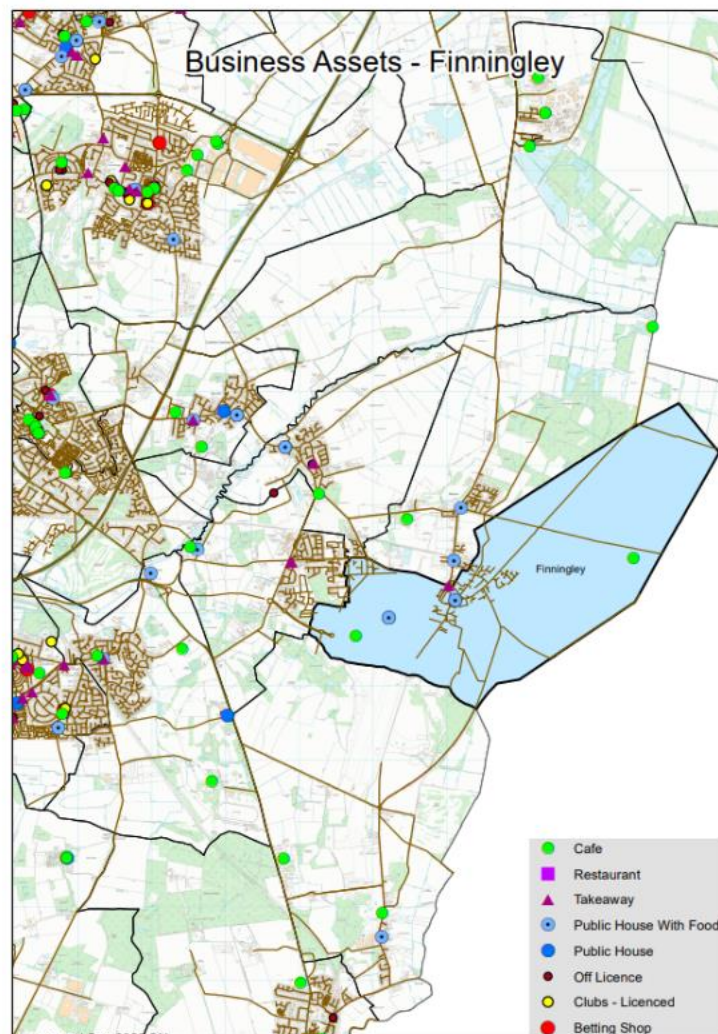 Business Assets - Finningley
Finningley
Cafe
Restaurant
Takeaway
Public House With Food
Public House
Off Licence
Clubs - Licenced
Betting Shop